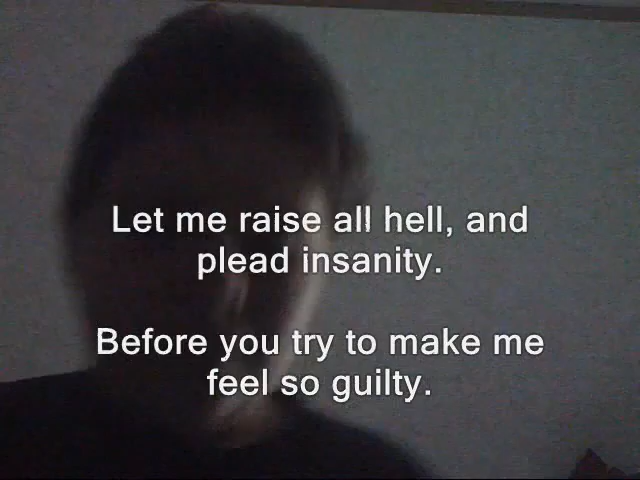 Let me raise all hell, and
plead insanity.
Before you try to make me
feel so guilty.